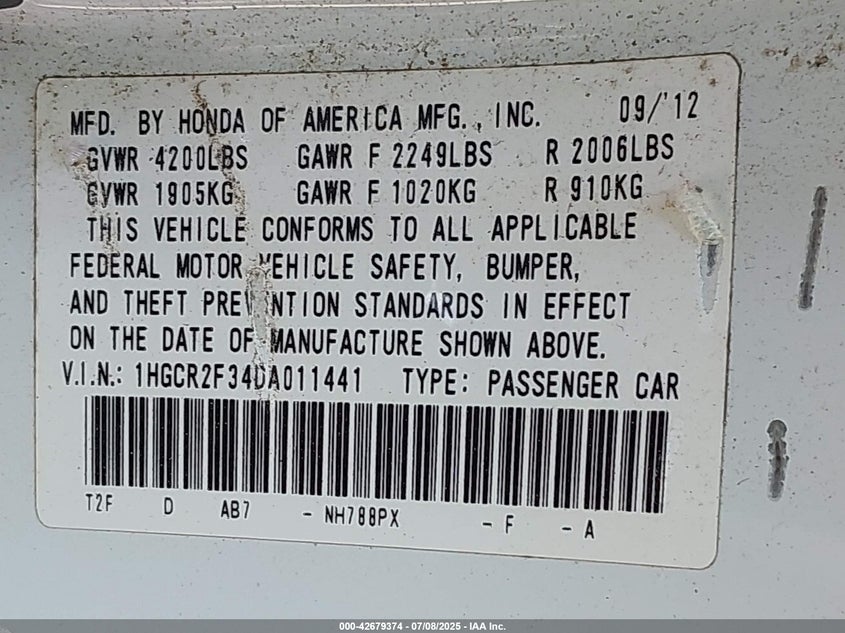 MFD. BY HONDA OF AMERICA MFG., INC. 09/'12
GVWR 4200LBS GAWR F 2249LBS R 2006LBS
GVWR 1905KG GAWR F 1020KG R 910KG
THIS VEHICLE CONFORMS TO ALL APPLICABLE
FEDERAL MOTOR VEHICLE SAFETY, BUMPER,
AND THEFT PREVENTION STANDARDS IN EFFECT
ON THE DATE OF MANUFACTURE SHOWN ABOVE.
V.I.N.: 1HGCR2F34DA011441 TYPE: PASSENGER CAR
T2F D AB7 - NH788PX - F - A
000-42679374 - 07/08/2025 - IAA Inc.